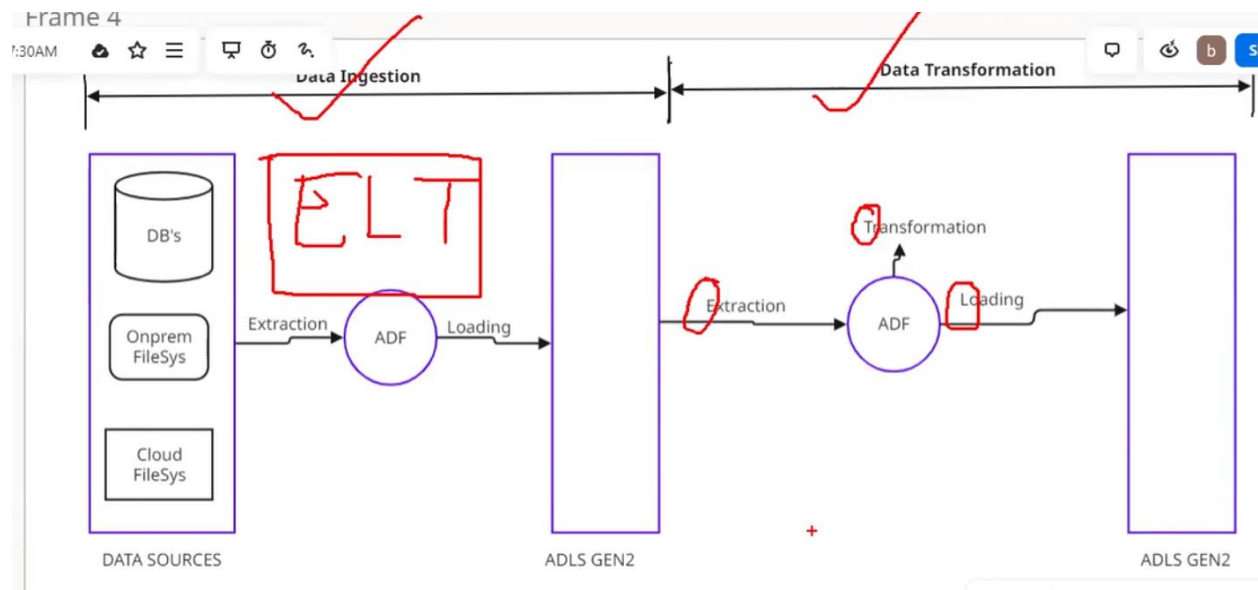 Frame 4
7:30AM
b
S
Data Ingestion
Data Transformation
ELT
DB's
Onprem
FileSys
Cloud
FileSys
Extraction
ADF
Loading
Extraction
Transformation
ADF
Loading
DATA SOURCES
ADLS GEN2
ADLS GEN2